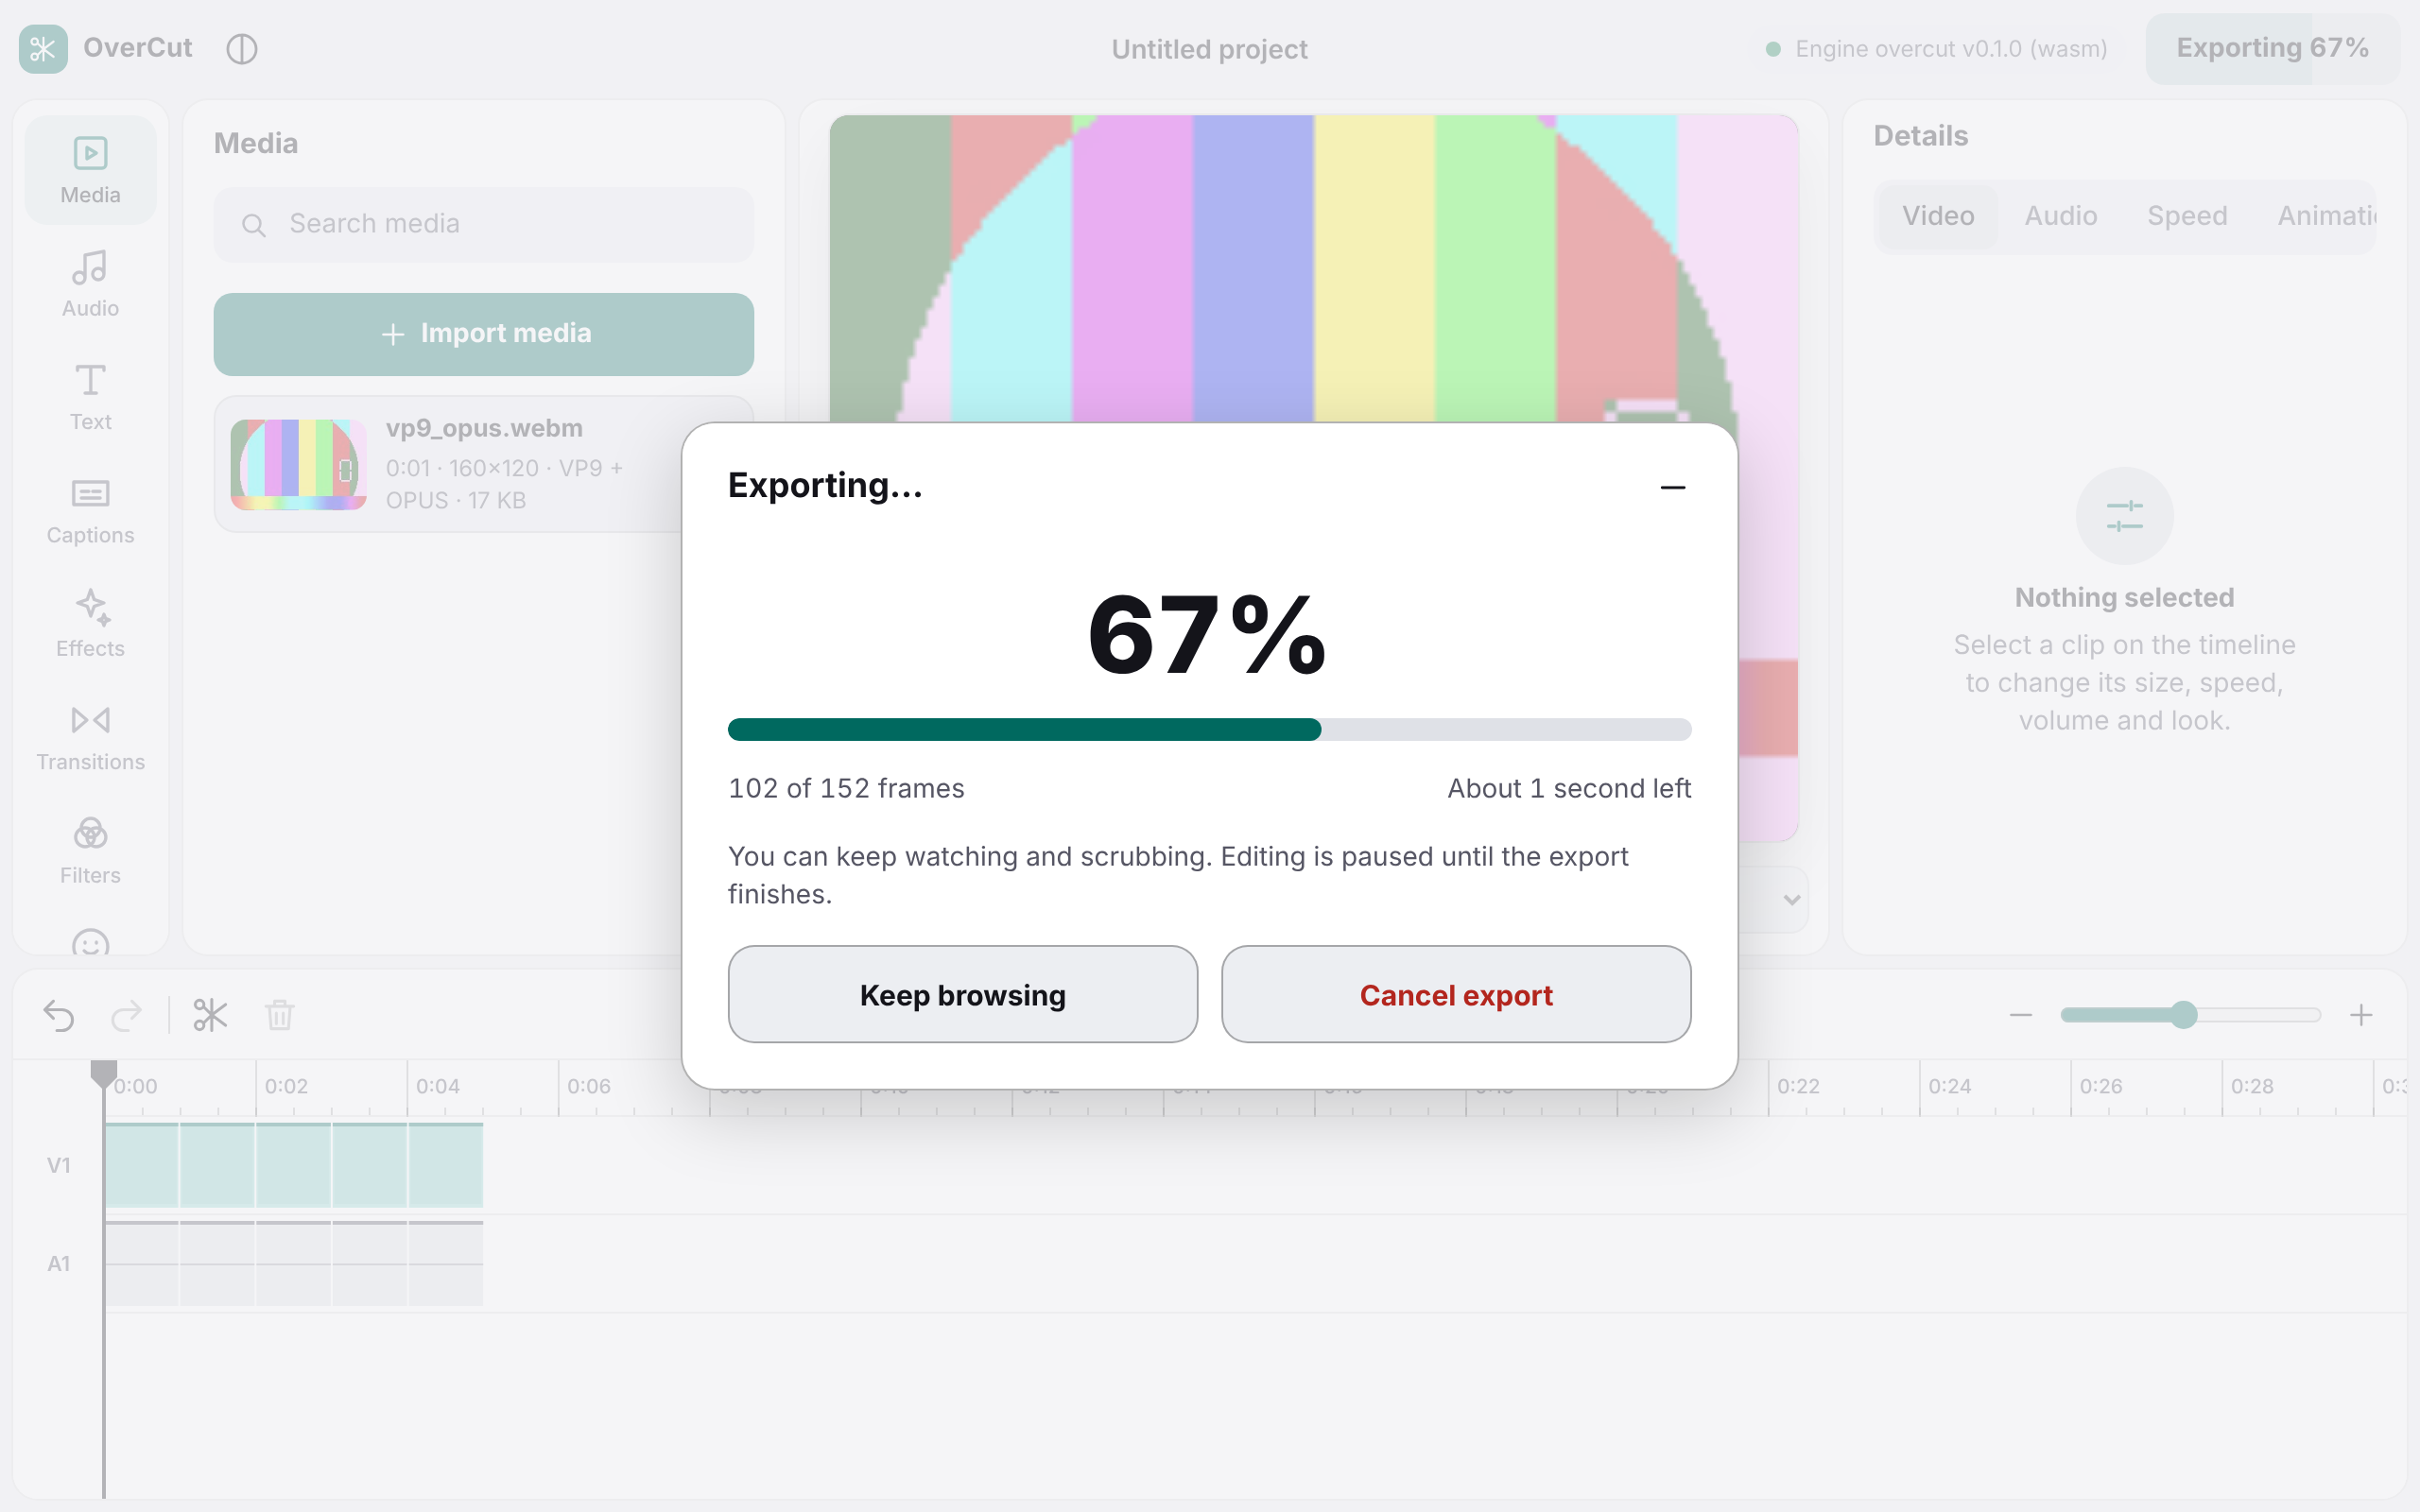 OverCut
Untitled project
Engine overcut v0.1.0 (wasm)
Exporting 67%
Media
Audio
Text
Captions
Effects
Transitions
Filters
Media
Search media
Import media
vp9_opus.webm
0:01 · 160×120 · VP9 +
OPUS · 17 KB
Details
Video
Audio
Speed
Nothing selected
Select a clip on the timeline
to change its size, speed,
volume and look.
Exporting...
67%
102 of 152 frames
About 1 second left
You can keep watching and scrubbing. Editing is paused until the export
finishes.
Keep browsing
Cancel export
0:00
0:02
0:04
0:06
0:22
0:24
0:26
0:28
V1
A1